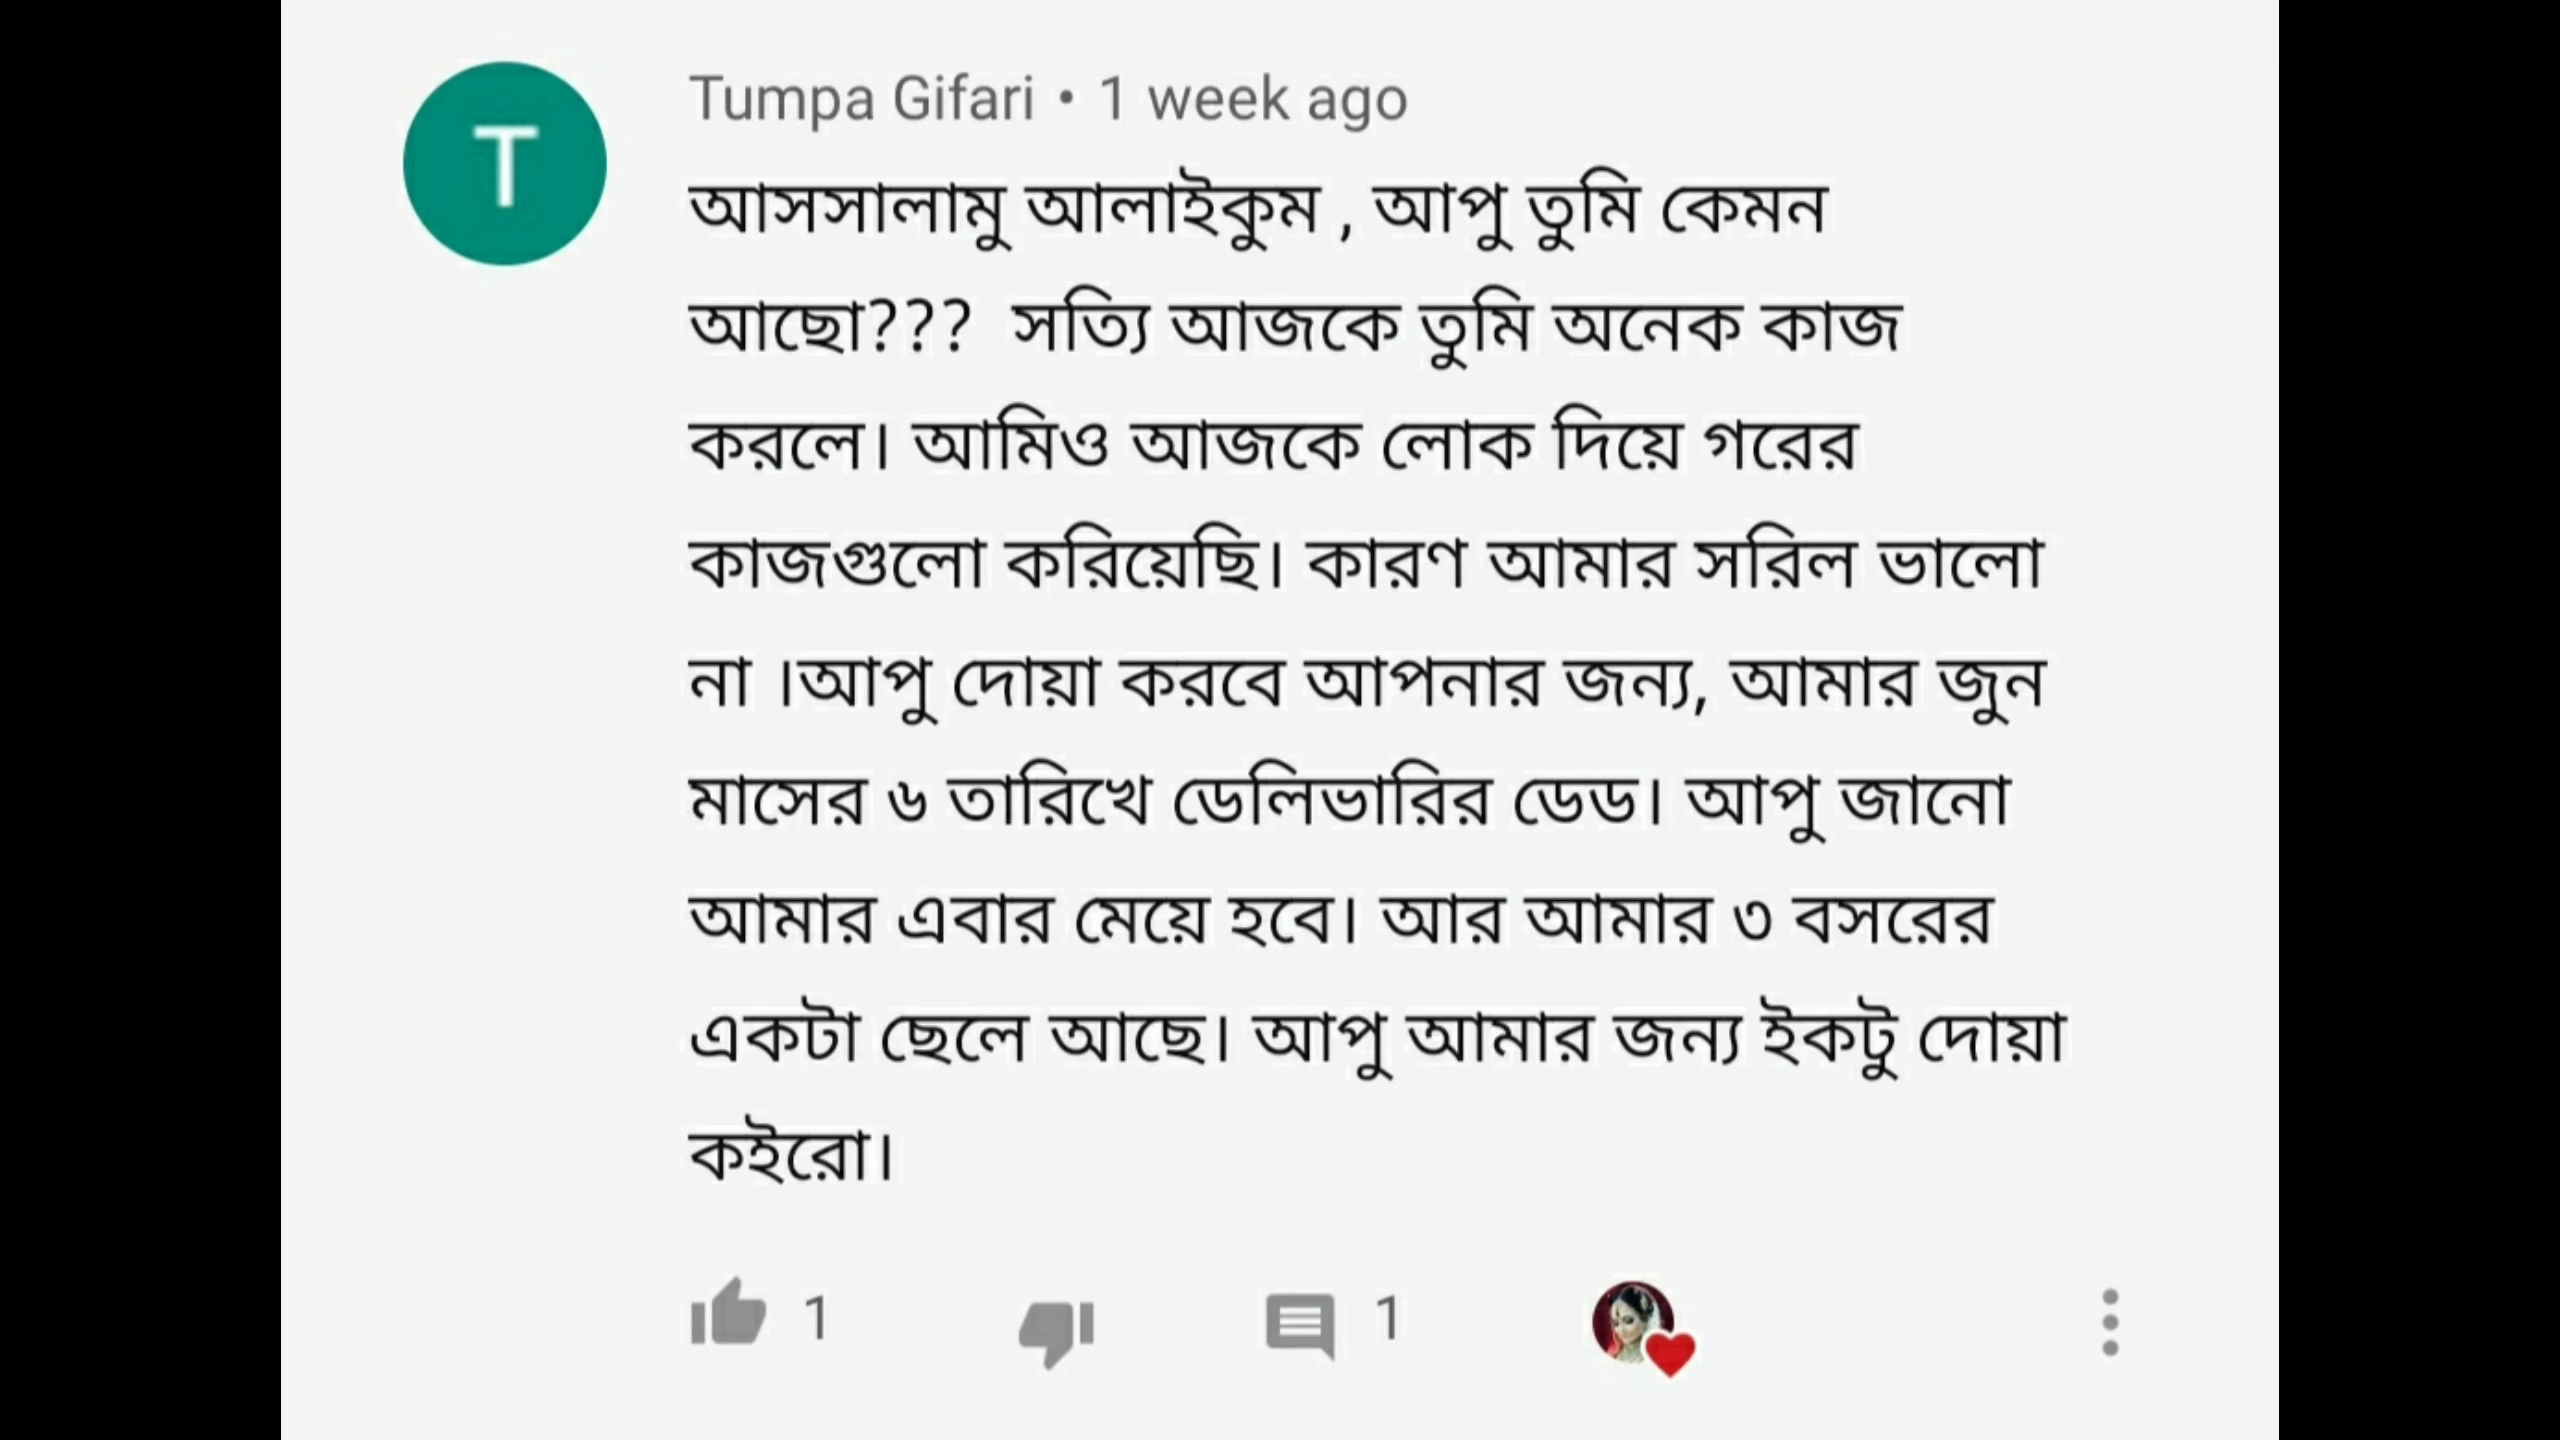 T
Tumpa Gifari • 1 week ago
আসসালামু আলাইকুম , আপু তুমি কেমন
আছো??? সত্যি আজকে তুমি অনেক কাজ
করলে। আমিও আজকে লোক দিয়ে গরের
কাজগুলো করিয়েছি। কারণ আমার সরিল ভালো
না ।আপু দোয়া করবে আপনার জন্য, আমার জুন
মাসের ৬ তারিখে ডেলিভারির ডেড। আপু জানো
আমার এবার মেয়ে হবে। আর আমার ৩ বসরের
একটা ছেলে আছে। আপু আমার জন্য ইকটু দোয়া
কইরো।
1 1